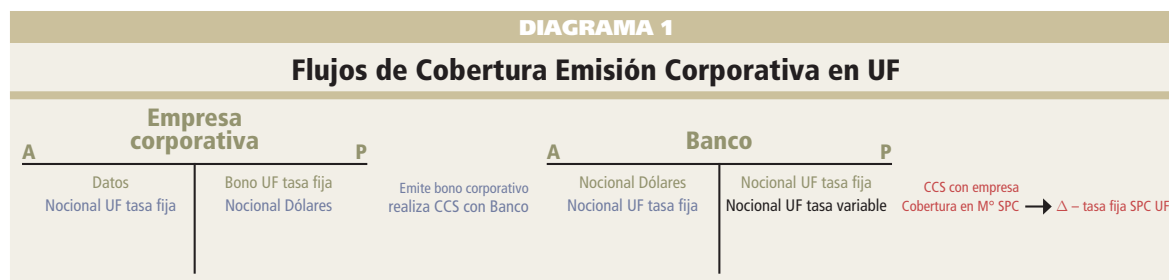 DIAGRAMA 1
Flujos de Cobertura Emisión Corporativa en UF
Empresa
corporativa
A
P
Datos
Nocional UF tasa fija
Bono UF tasa fija
Nocional Dólares
Emite bono corporativo
realiza CCS con Banco
Banco
A
P
Nocional Dólares
Nocional UF tasa fija
Nocional UF tasa fija
Nocional UF tasa variable
CCS con empresa
Cobertura en M° SPC → Δ – tasa fija SPC UF